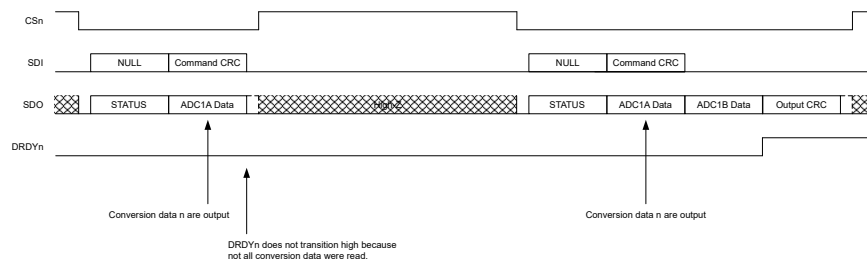 CSn
SDI
NULL
Command CRC
NULL
Command CRC
SDO
STATUS
ADC1A Data
High-Z
STATUS
ADC1A Data
ADC1B Data
Output CRC
DRDYn
Conversion data n are output
Conversion data n are output
DRDYn does not transition high because
not all conversion data were read.